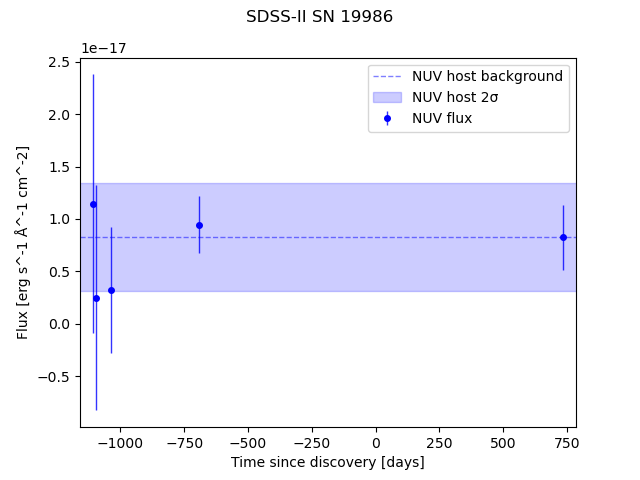 SDSS-II SN 19986
1e−17
NUV host background
NUV host 2σ
NUV flux
2.5
2.0
1.5
1.0
0.5
0.0
−0.5
Flux [erg s^-1 Å^-1 cm^-2]
−1000 −750 −500 −250 0 250 500 750
Time since discovery [days]